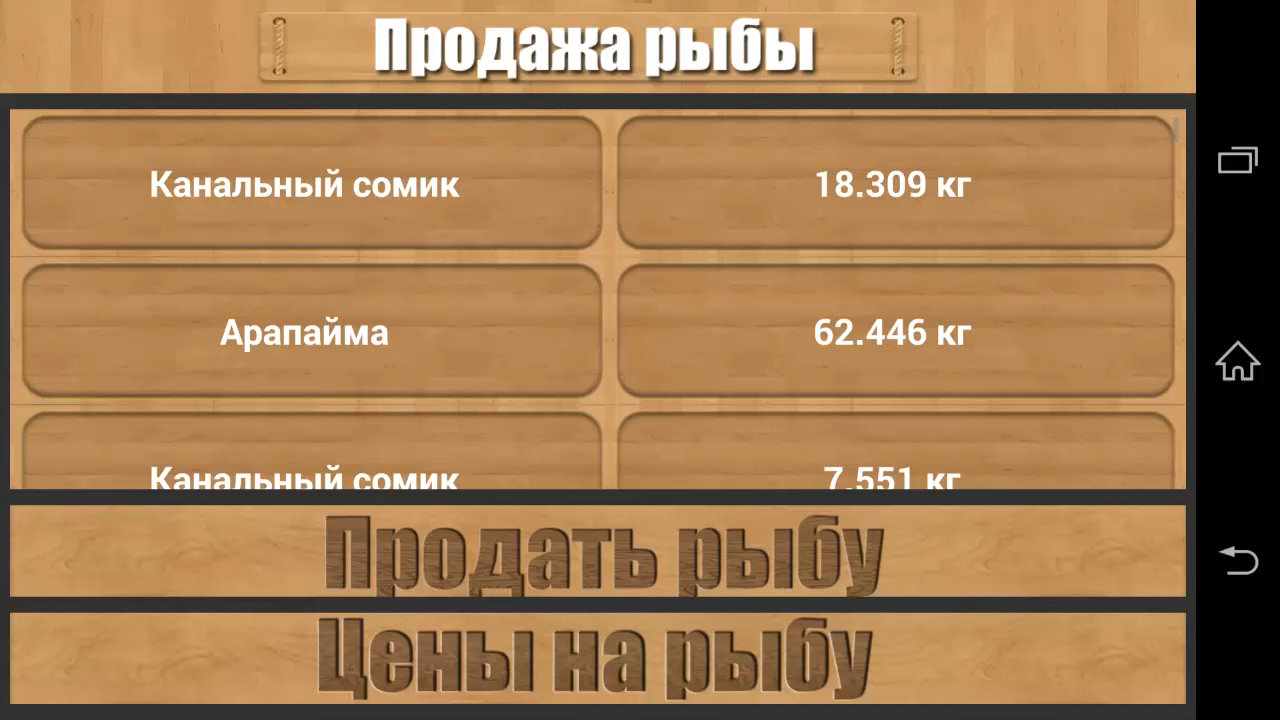 Продажа рыбы
Канальный сомик 18.309 кг
Арапайма 62.446 кг
Канальный сомик 7.551 кг
Продать рыбу
Цены на рыбу